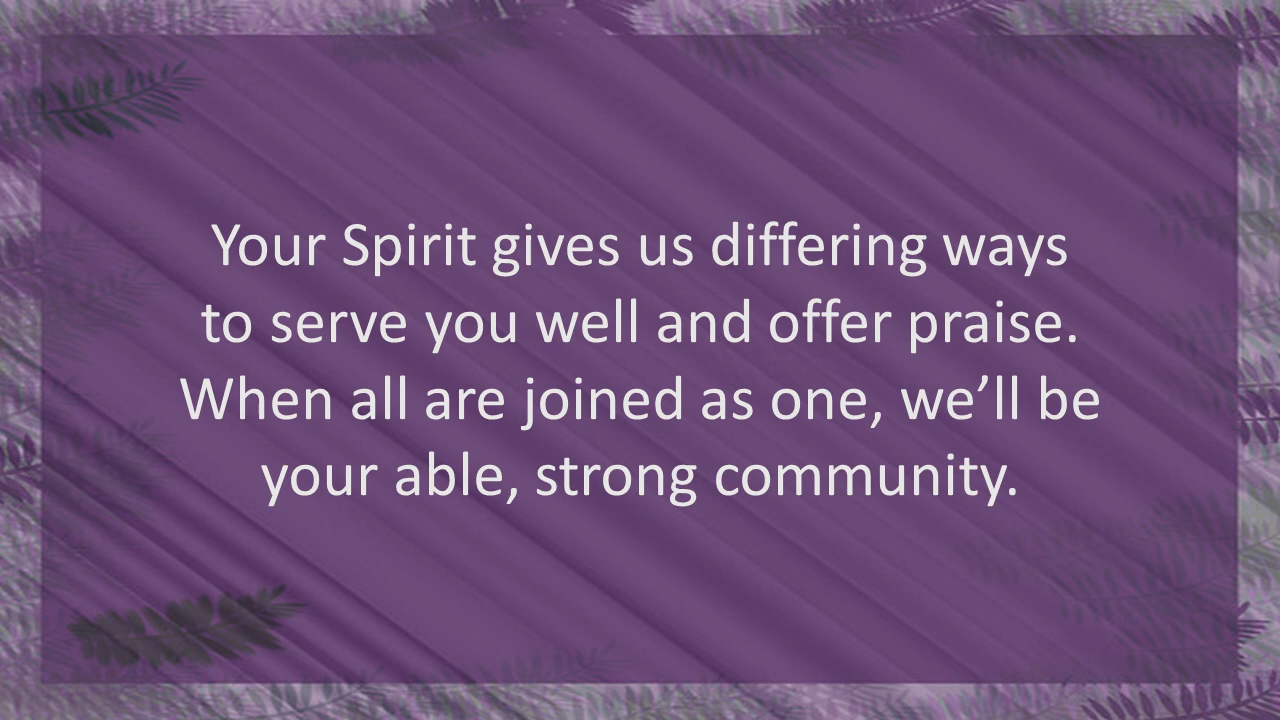 Your Spirit gives us differing ways
to serve you well and offer praise.
When all are joined as one, we’ll be
your able, strong community.